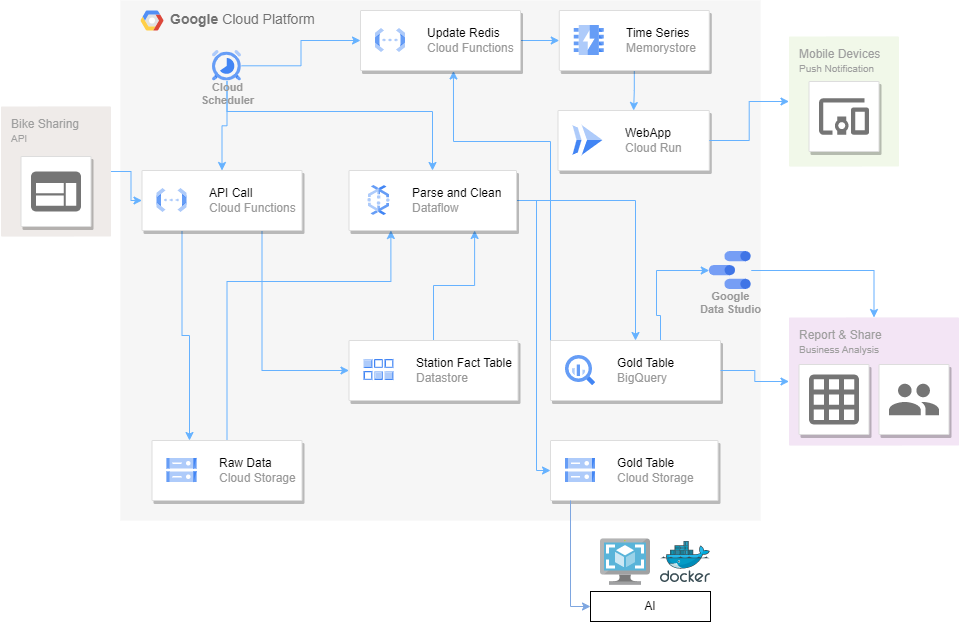 Google Cloud Platform
Update Redis
Cloud Functions
Time Series
Memorystore
Mobile Devices
Push Notification
Cloud
Scheduler
Bike Sharing
API
WebApp
Cloud Run
API Call
Cloud Functions
Parse and Clean
Dataflow
Google
Data Studio
Report & Share
Business Analysis
Station Fact Table
Datastore
Gold Table
BigQuery
Raw Data
Cloud Storage
Gold Table
Cloud Storage
docker
AI